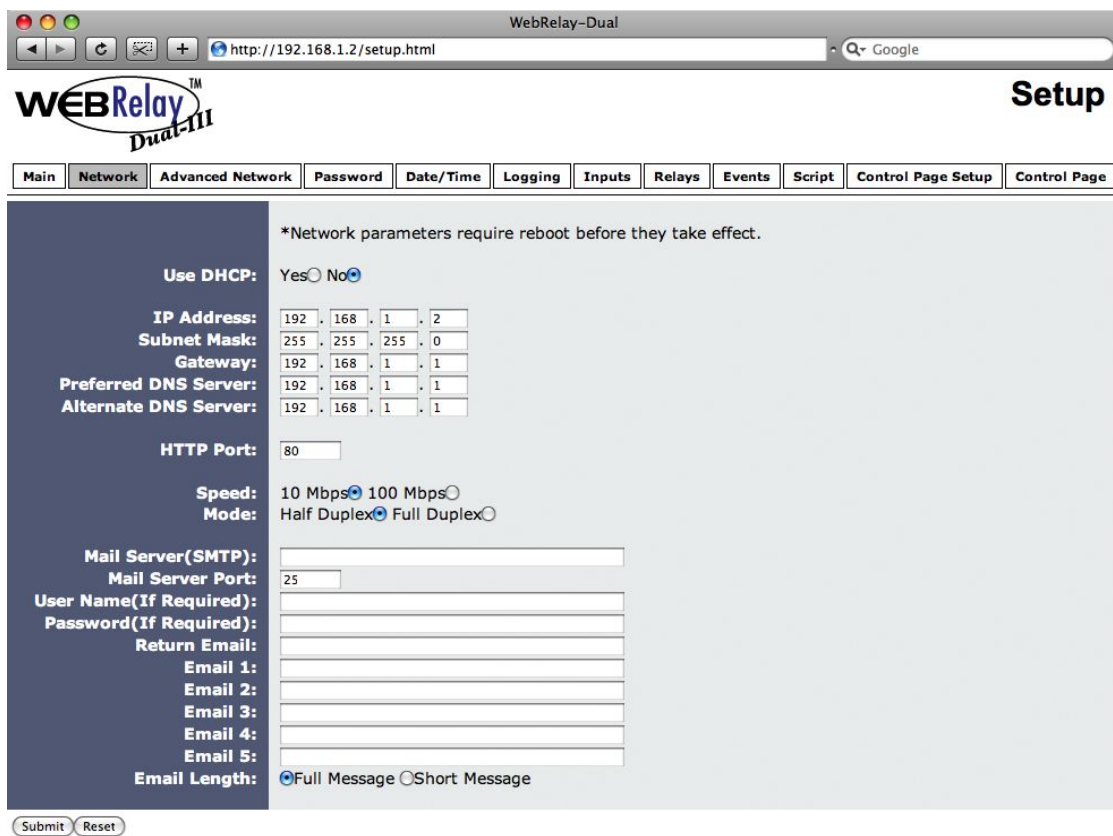 WebRelay-Dual
http://192.168.1.2/setup.html
Google
WEBRelay™
Dual-III
Setup
Main Network Advanced Network Password Date/Time Logging Inputs Relays Events Script Control Page Setup Control Page
*Network parameters require reboot before they take effect.
Use DHCP: Yes No
IP Address: 192 . 168 . 1 . 2
Subnet Mask: 255 . 255 . 255 . 0
Gateway: 192 . 168 . 1 . 1
Preferred DNS Server: 192 . 168 . 1 . 1
Alternate DNS Server: 192 . 168 . 1 . 1
HTTP Port: 80
Speed: 10 Mbps 100 Mbps
Mode: Half Duplex Full Duplex
Mail Server(SMTP):
Mail Server Port: 25
User Name(If Required):
Password(If Required):
Return Email:
Email 1:
Email 2:
Email 3:
Email 4:
Email 5:
Email Length: Full Message Short Message
Submit Reset